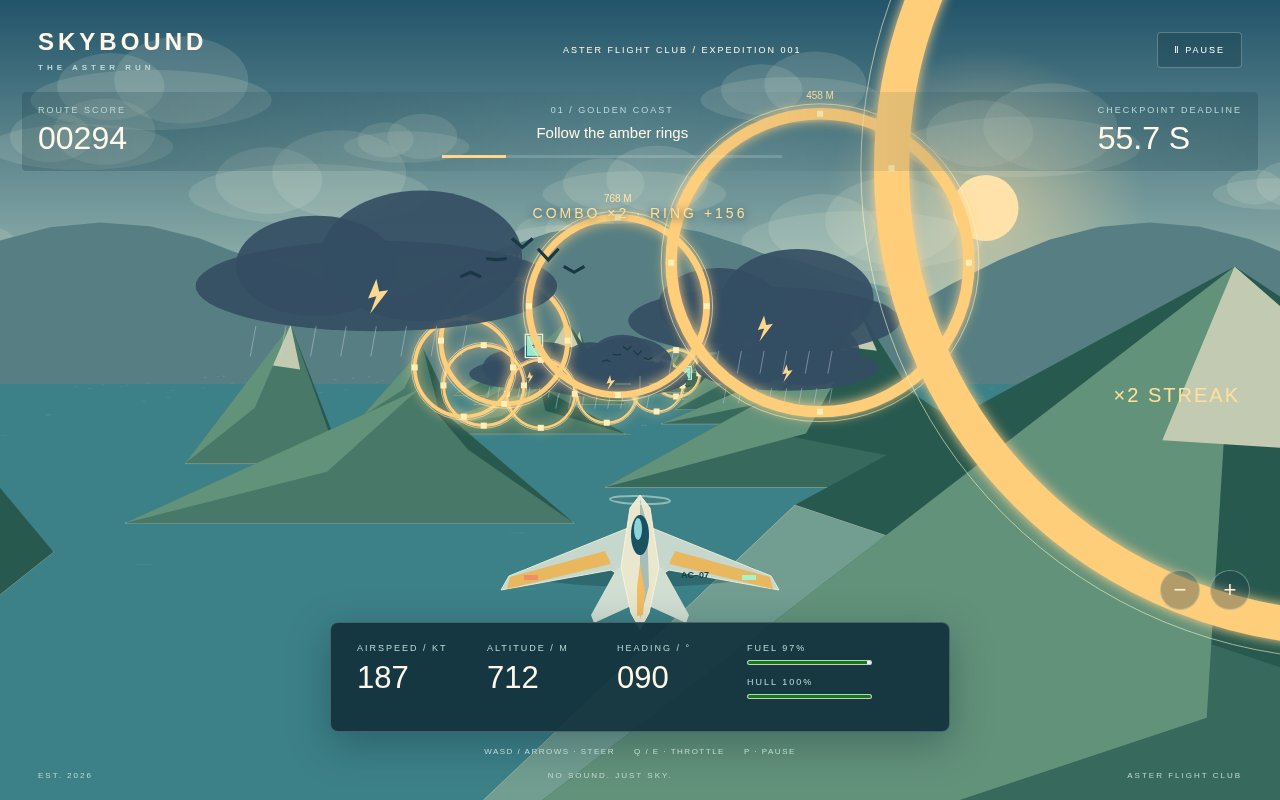 SKYBOUND
THE ASTER RUN
ASTER FLIGHT CLUB / EXPEDITION 001
PAUSE
ROUTE SCORE
00294
01 / GOLDEN COAST
Follow the amber rings
CHECKPOINT DEADLINE
55.7 S
458 M
768 M
COMBO ×2 · RING +156
×2 STREAK
AC-07
− +
AIRSPEED / KT
187
ALTITUDE / M
712
HEADING / °
090
FUEL 97%
HULL 100%
WASD / ARROWS · STEER Q / E · THROTTLE P · PAUSE
EST. 2026
NO SOUND. JUST SKY.
ASTER FLIGHT CLUB